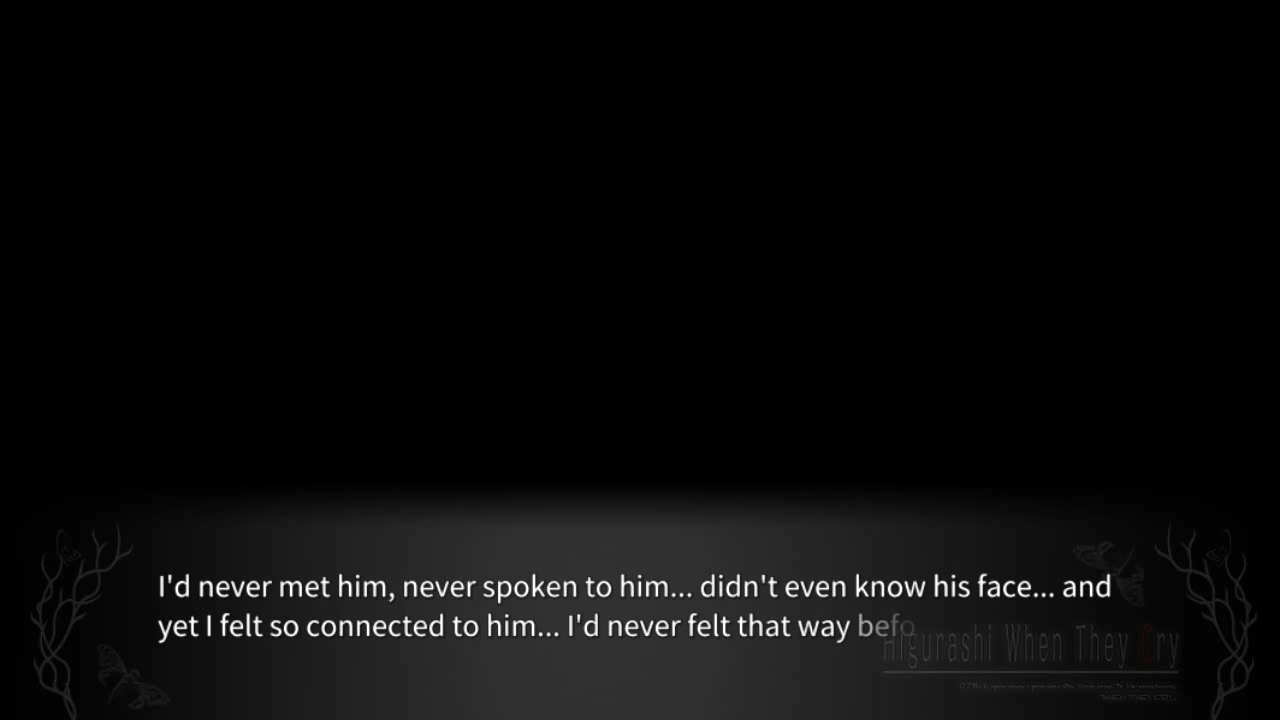 I'd never met him, never spoken to him... didn't even know his face... and
yet I felt so connected to him... I'd never felt that way befo
Higurashi When They Cry